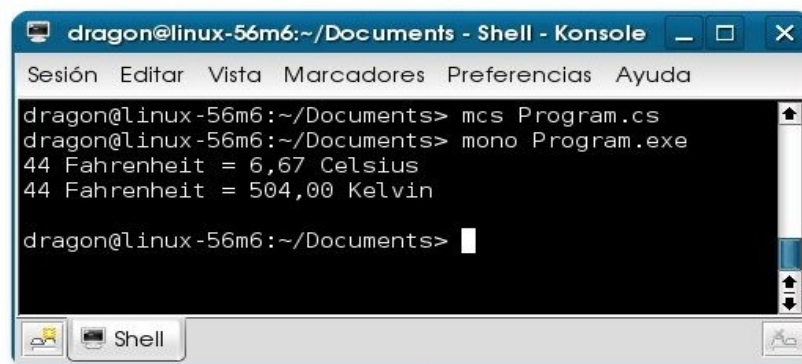 dragon@linux-56m6:~/Documents - Shell - Konsole
Sesión Editar Vista Marcadores Preferencias Ayuda
dragon@linux-56m6:~/Documents> mcs Program.cs
dragon@linux-56m6:~/Documents> mono Program.exe
44 Fahrenheit = 6,67 Celsius
44 Fahrenheit = 504,00 Kelvin
dragon@linux-56m6:~/Documents>
Shell